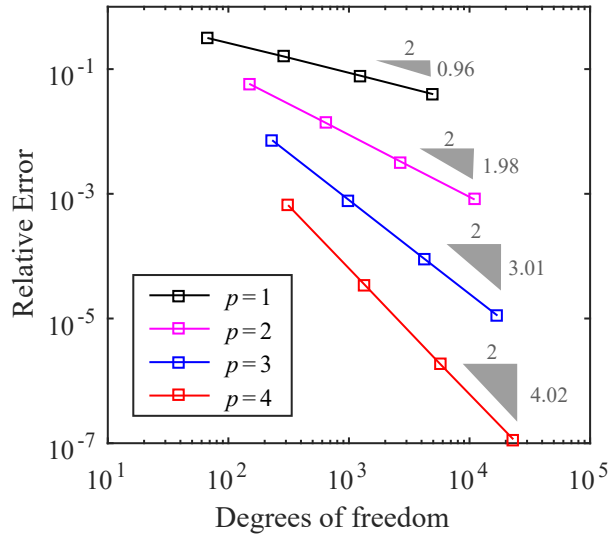 10^-1
10^-3
10^-5
10^-7
Relative Error
2
0.96
2
1.98
2
3.01
2
4.02
p=1
p=2
p=3
p=4
10^1 10^2 10^3 10^4 10^5
Degrees of freedom